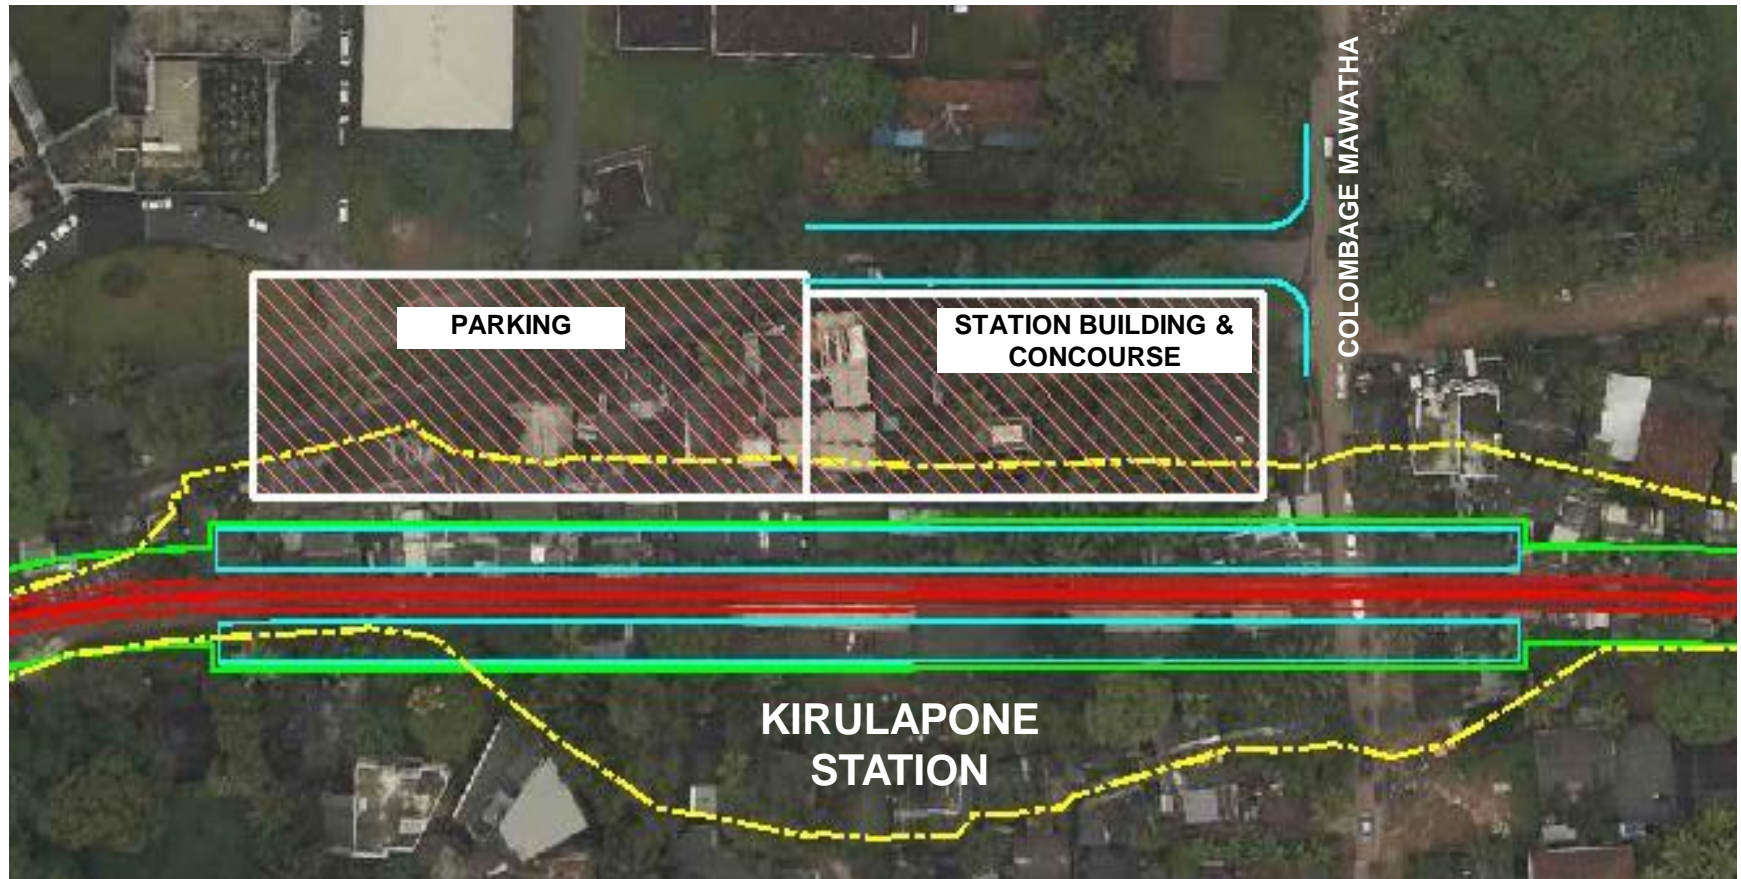 PARKING
STATION BUILDING &
CONCOURSE
COLOMBAGE MAWATHA
KIRULAPONE
STATION